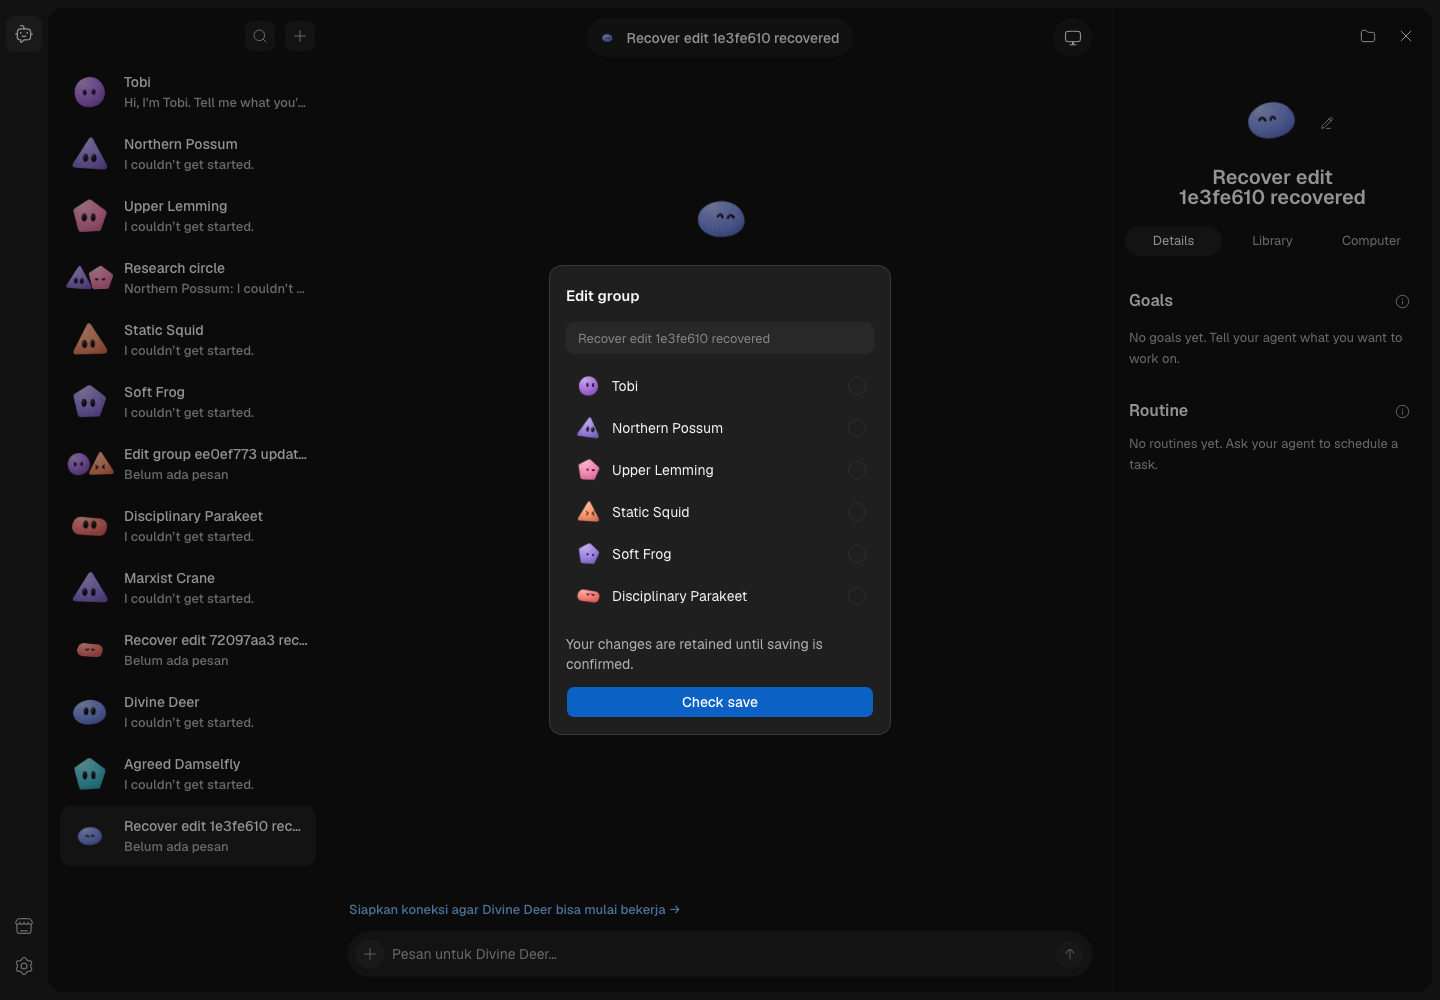 Recover edit 1e3fe610 recovered
Tobi
Hi, I'm Tobi. Tell me what you'...
Northern Possum
I couldn't get started.
Upper Lemming
I couldn't get started.
Research circle
Northern Possum: I couldn't ...
Static Squid
I couldn't get started.
Soft Frog
I couldn't get started.
Edit group ee0ef773 updat...
Belum ada pesan
Disciplinary Parakeet
I couldn't get started.
Marxist Crane
I couldn't get started.
Recover edit 72097aa3 rec...
Belum ada pesan
Divine Deer
I couldn't get started.
Agreed Damselfly
I couldn't get started.
Recover edit 1e3fe610 rec...
Belum ada pesan
Edit group
Recover edit 1e3fe610 recovered
Tobi
Northern Possum
Upper Lemming
Static Squid
Soft Frog
Disciplinary Parakeet
Your changes are retained until saving is
confirmed.
Check save
Siapkan koneksi agar Divine Deer bisa mulai bekerja →
Pesan untuk Divine Deer...
Recover edit
1e3fe610 recovered
Details
Library
Computer
Goals
No goals yet. Tell your agent what you want to
work on.
Routine
No routines yet. Ask your agent to schedule a
task.